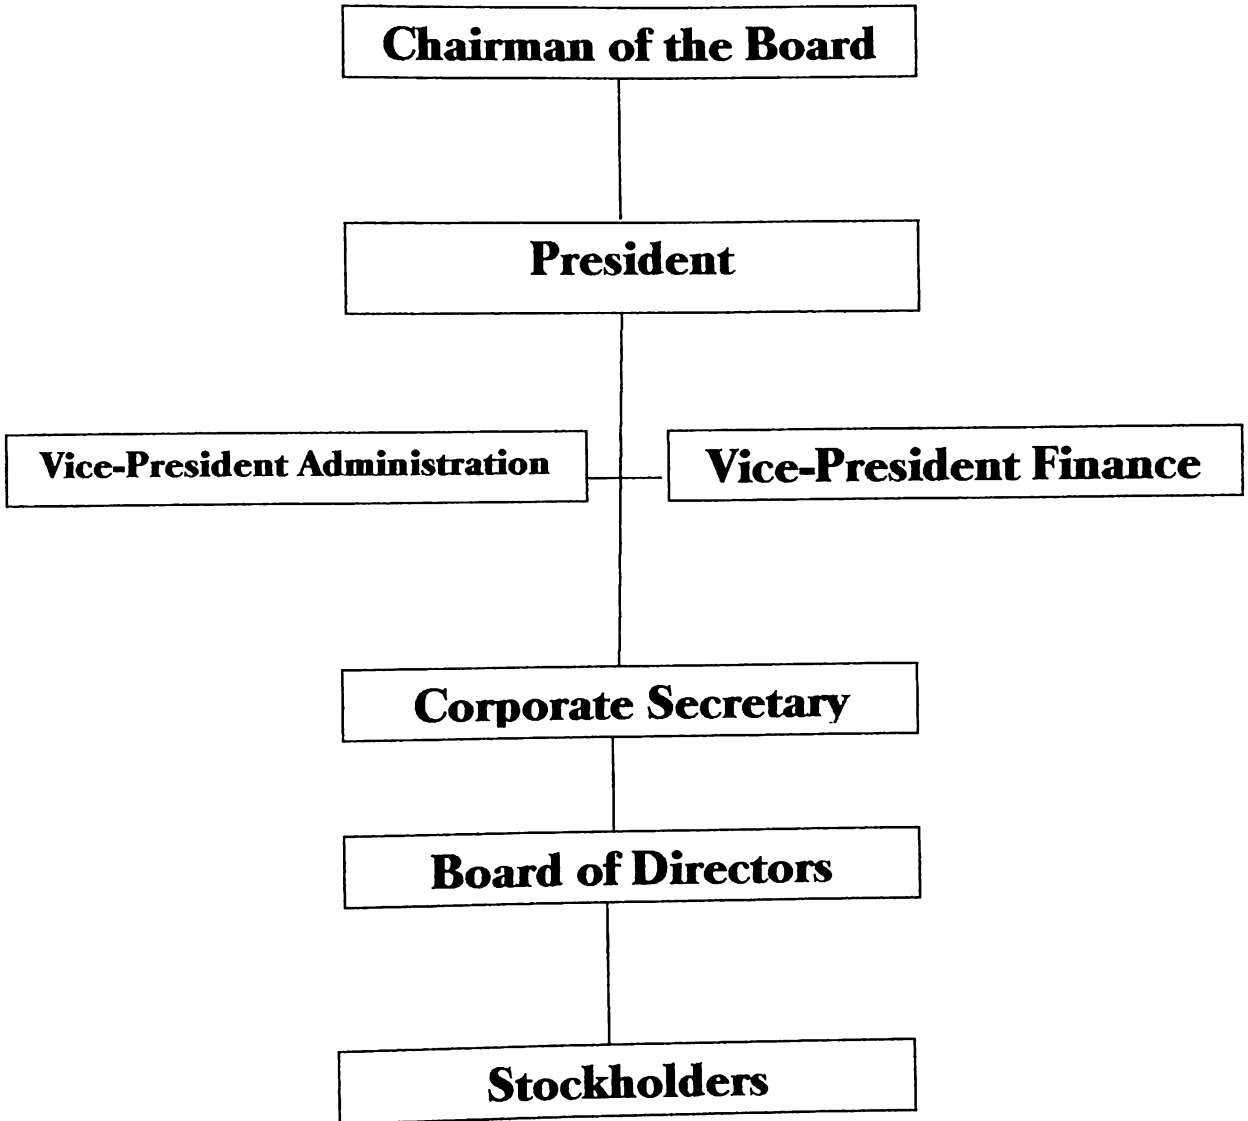 Chairman of the Board
President
Vice-President Administration
Vice-President Finance
Corporate Secretary
Board of Directors
Stockholders